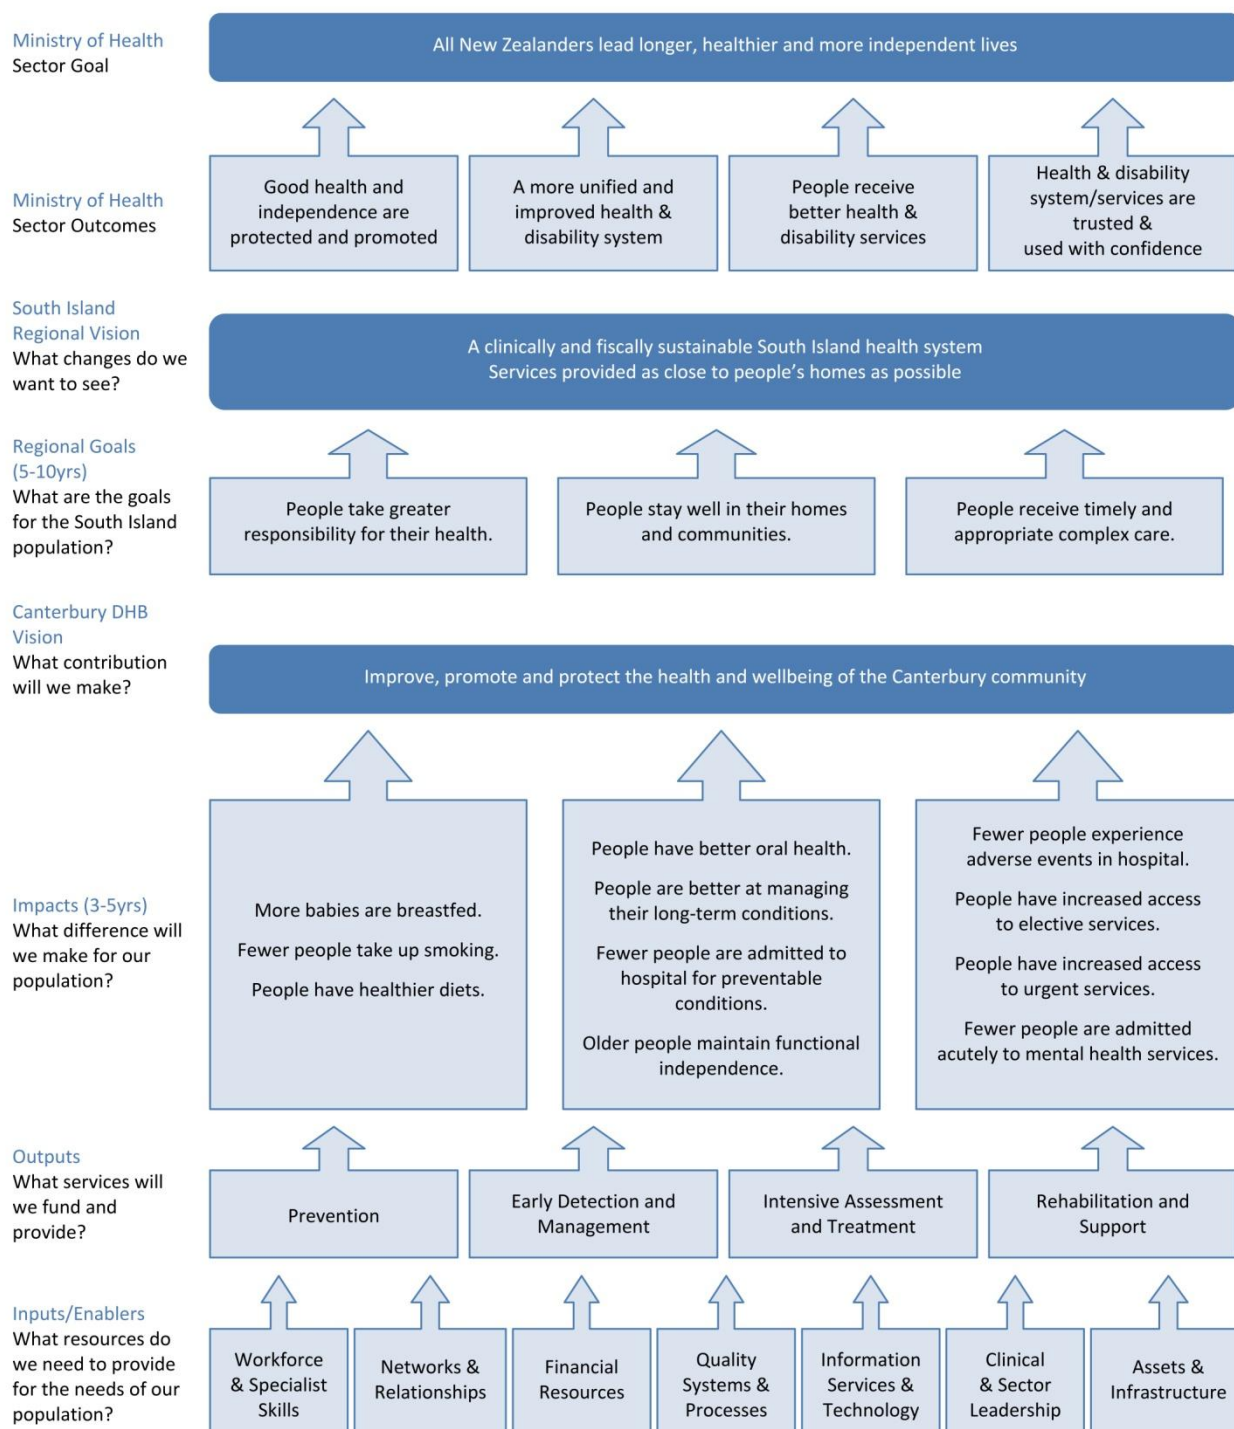 Ministry of Health
Sector Goal
All New Zealanders lead longer, healthier and more independent lives
Ministry of Health
Sector Outcomes
Good health and
independence are
protected and promoted
A more unified and
improved health &
disability system
People receive
better health &
disability services
Health & disability
system/services are
trusted &
used with confidence
South Island
Regional Vision
What changes do we
want to see?
A clinically and fiscally sustainable South Island health system
Services provided as close to people's homes as possible
Regional Goals
(5-10yrs)
What are the goals
for the South Island
population?
People take greater
responsibility for their health.
People stay well in their homes
and communities.
People receive timely and
appropriate complex care.
Canterbury DHB
Vision
What contribution
will we make?
Improve, promote and protect the health and wellbeing of the Canterbury community
Impacts (3-5yrs)
What difference will
we make for our
population?
More babies are breastfed.
Fewer people take up smoking.
People have healthier diets.
People have better oral health.
People are better at managing
their long-term conditions.
Fewer people are admitted to
hospital for preventable
conditions.
Older people maintain functional
independence.
Fewer people experience
adverse events in hospital.
People have increased access
to elective services.
People have increased access
to urgent services.
Fewer people are admitted
acutely to mental health services.
Outputs
What services will
we fund and
provide?
Prevention
Early Detection and
Management
Intensive Assessment
and Treatment
Rehabilitation and
Support
Inputs/Enablers
What resources do
we need to provide
for the needs of our
population?
Workforce
& Specialist
Skills
Networks &
Relationships
Financial
Resources
Quality
Systems &
Processes
Information
Services &
Technology
Clinical
& Sector
Leadership
Assets &
Infrastructure